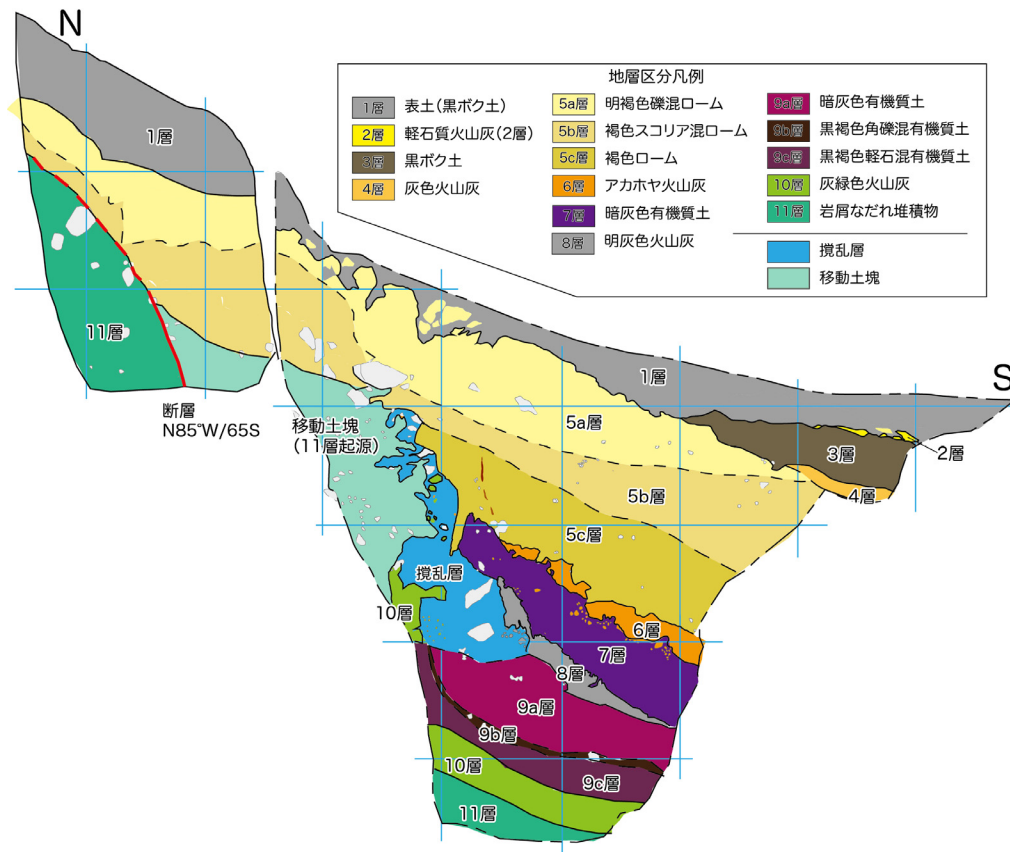 N
地層区分凡例
1層 表土(黒ボク土)
2層 軽石質火山灰(2層)
3層 黒ボク土
4層 灰色火山灰
5a層 明褐色礫混ローム
5b層 褐色スコリア混ローム
5c層 褐色ローム
6層 アカホヤ火山灰
7層 暗灰色有機質土
8層 明灰色火山灰
9a層 暗灰色有機質土
9b層 黒褐色角礫混有機質土
9c層 黒褐色軽石混有機質土
10層 灰緑色火山灰
11層 岩屑なだれ堆積物
撹乱層
移動土塊
1層
11層
断層
N85°W/65S
移動土塊
(11層起源)
S
1層
5a層
3層
2層
4層
5b層
5c層
撹乱層
10層
6層
7層
8層
9a層
9b層
10層
9c層
11層